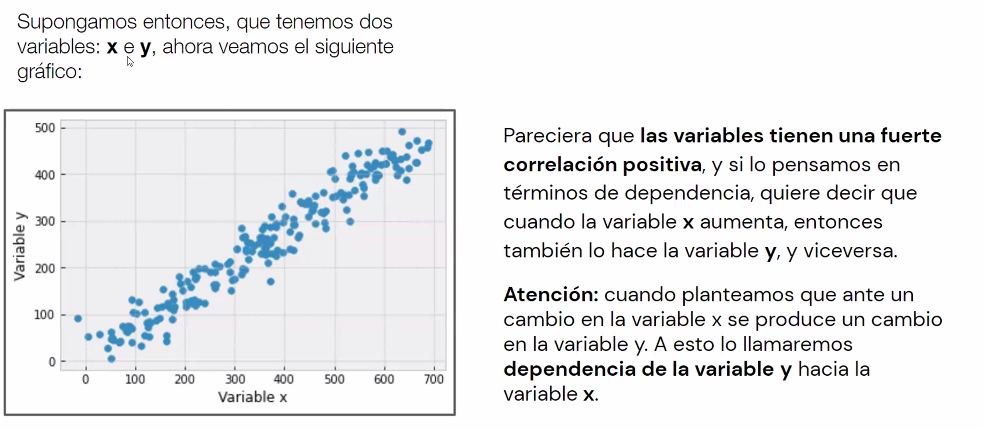 Supongamos entonces, que tenemos dos
variables: x e y, ahora veamos el siguiente
gráfico:
500
400
300
200
100
0
Variable y
0 100 200 300 400 500 600 700
Variable x
Pareciera que las variables tienen una fuerte
correlación positiva, y si lo pensamos en
términos de dependencia, quiere decir que
cuando la variable x aumenta, entonces
también lo hace la variable y, y viceversa.
Atención: cuando planteamos que ante un
cambio en la variable x se produce un cambio
en la variable y. A esto lo llamaremos
dependencia de la variable y hacia la
variable x.